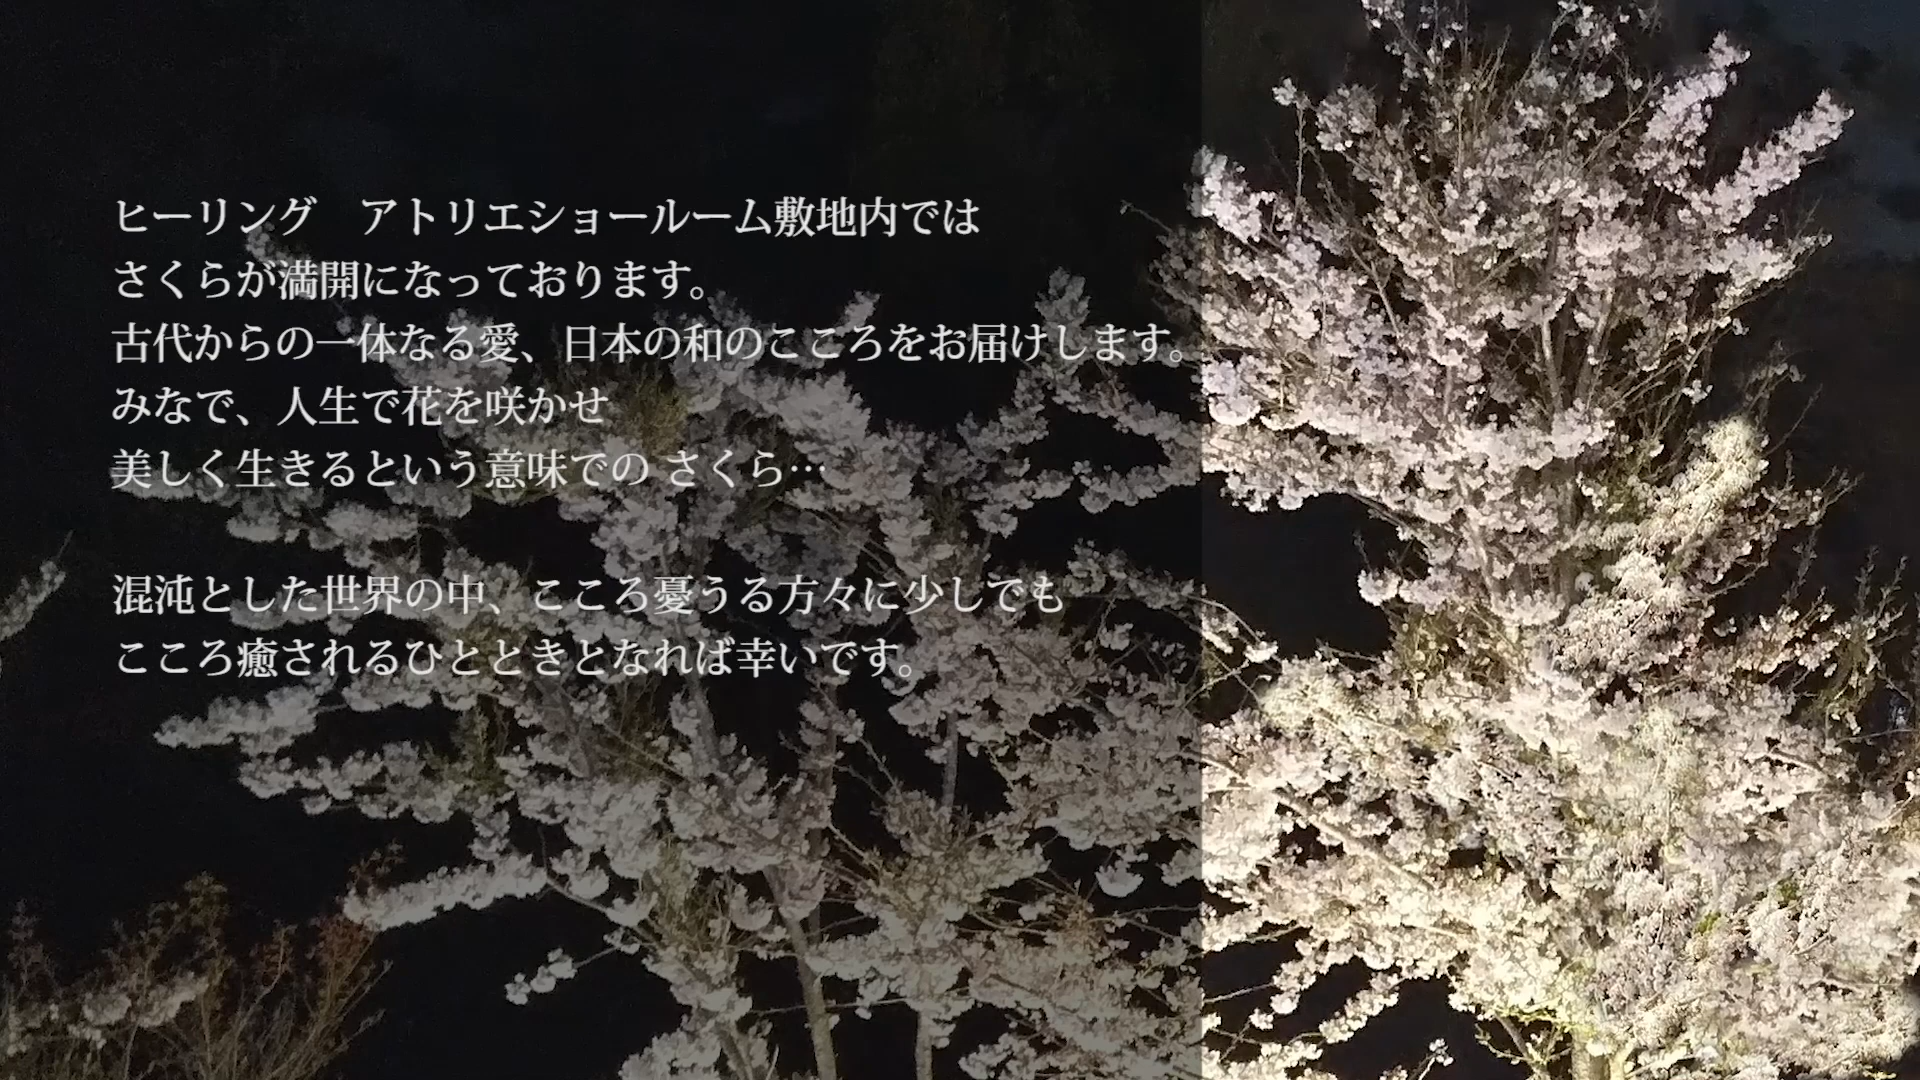 ヒーリング　アトリエショールーム敷地内では
さくらが満開になっております。
古代からの一体なる愛、日本の和のこころをお届けします。
みなで、人生で花を咲かせ
美しく生きるという意味での さくら…
混沌とした世界の中、こころ憂うる方々に少しでも
こころ癒されるひとときとなれば幸いです。